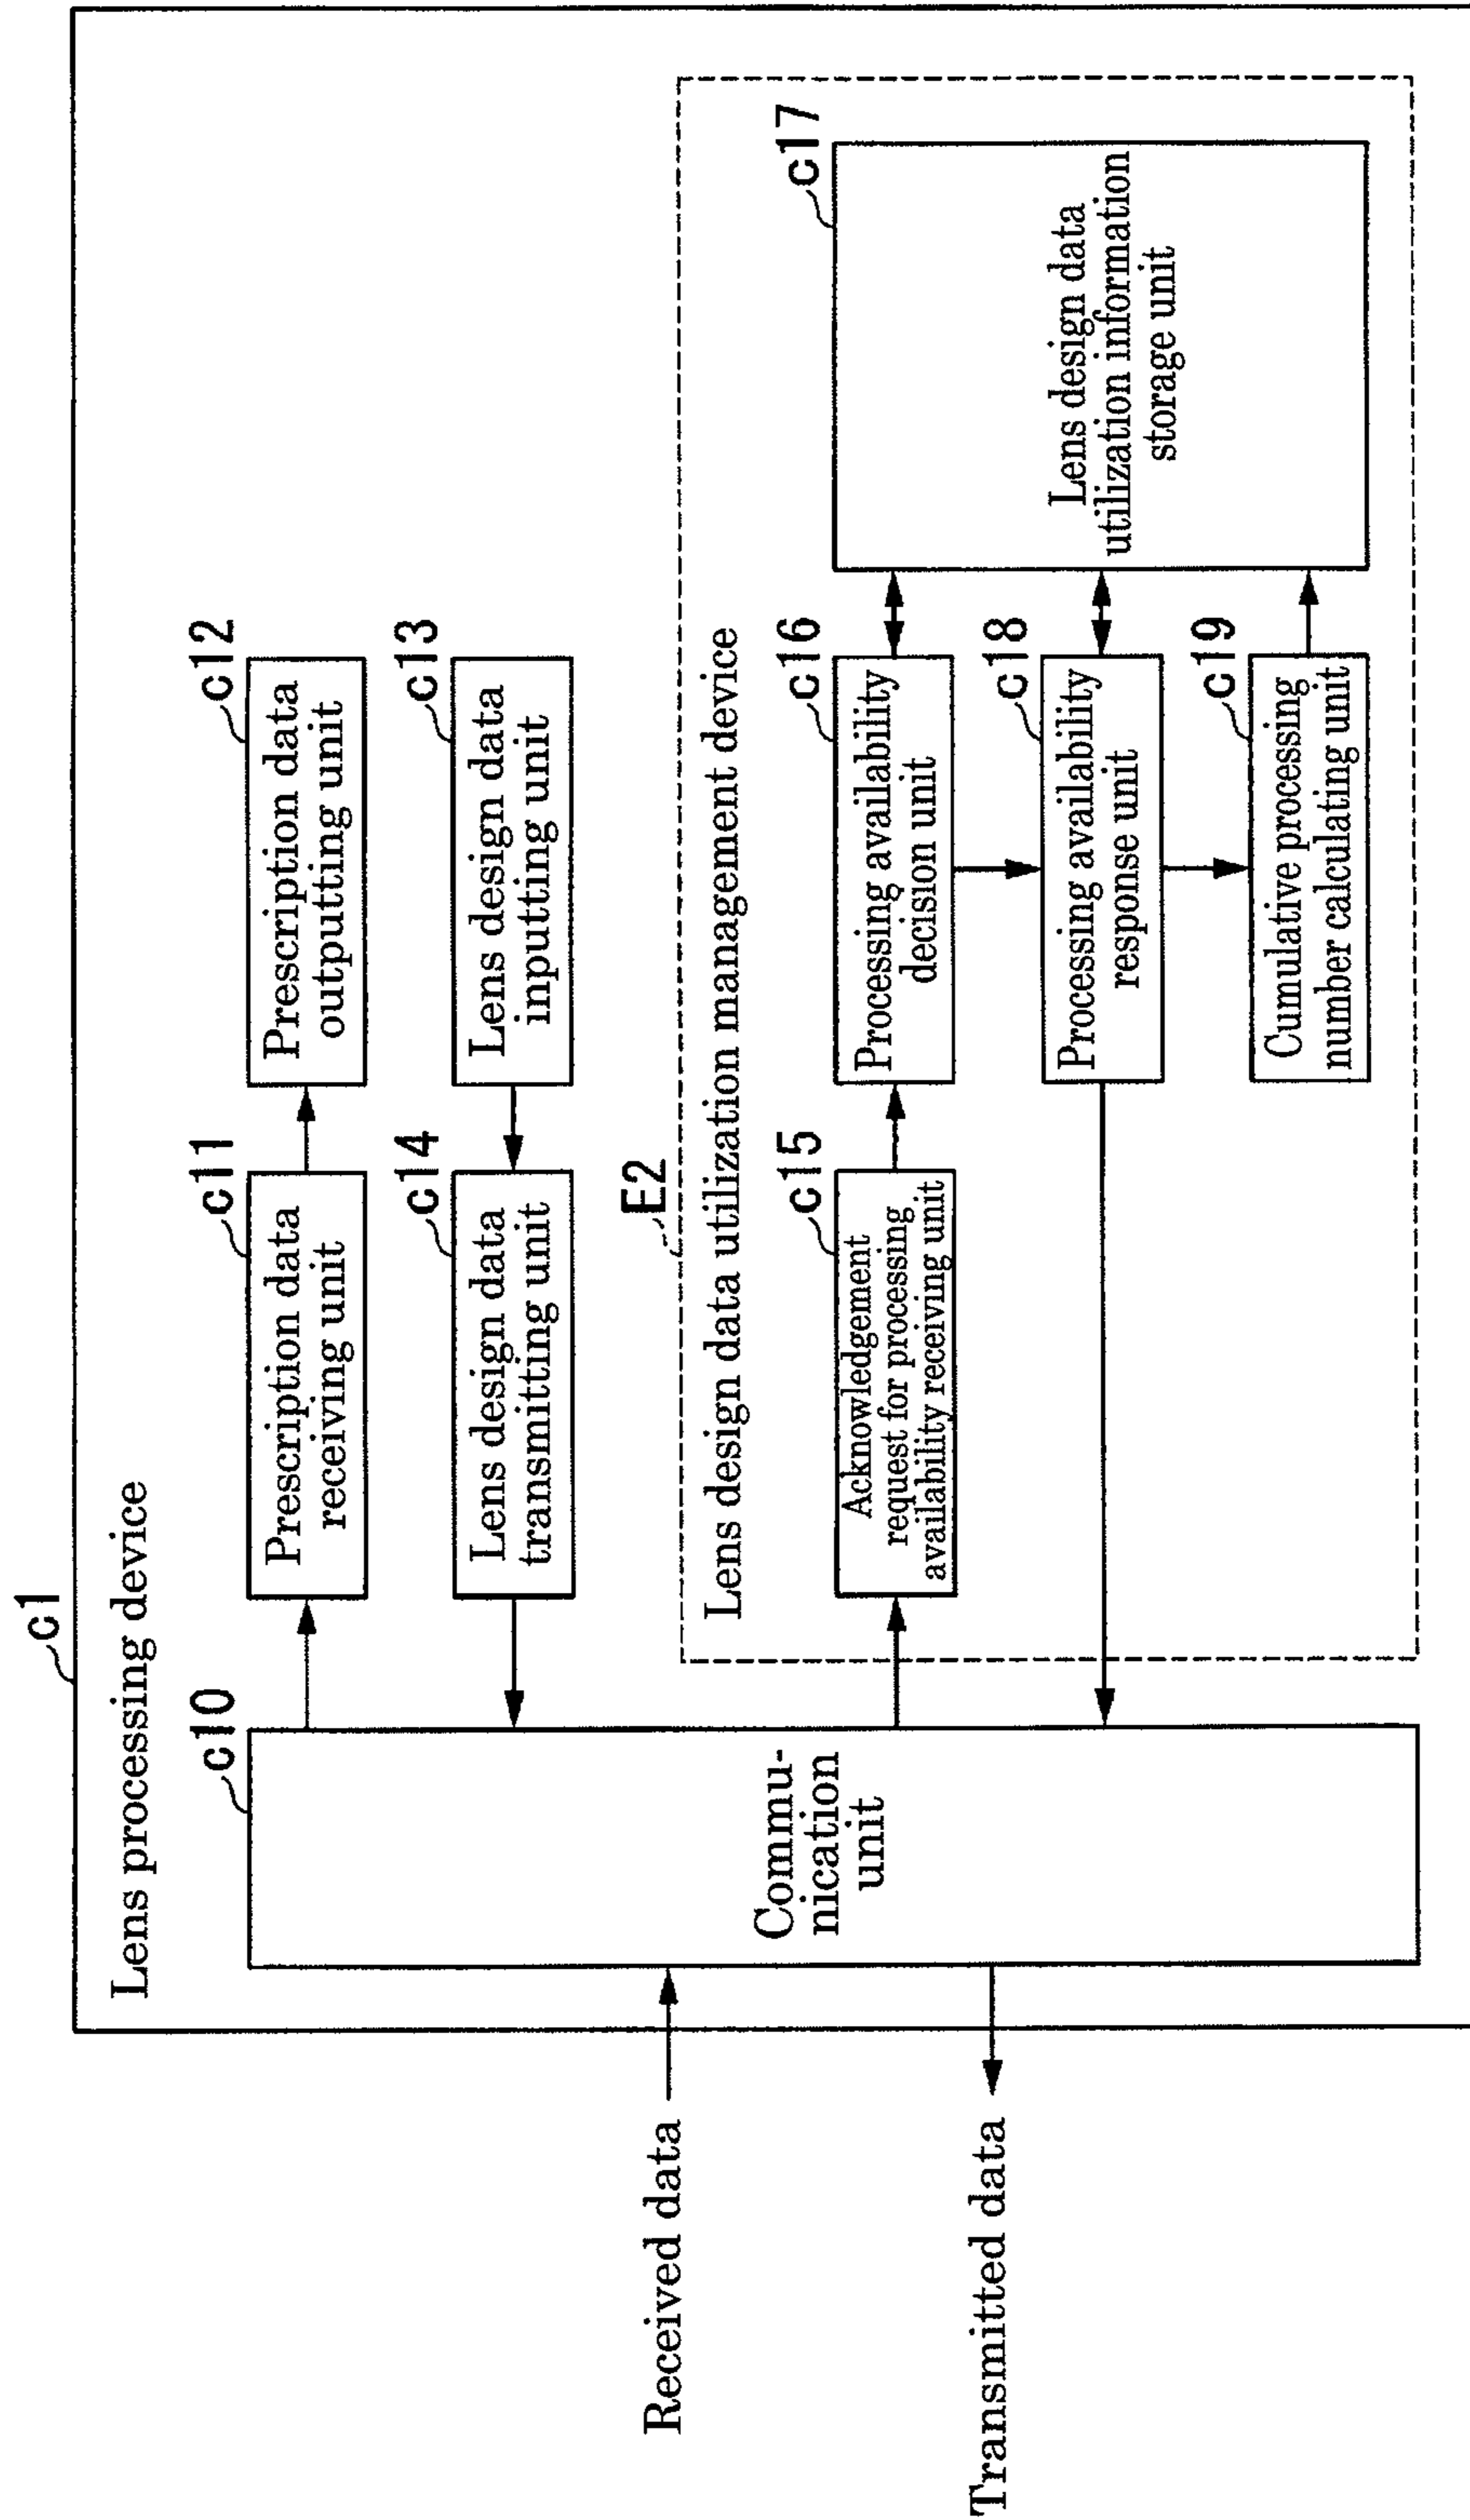 c1
Lens processing device
c10
Commu-
nication
unit
Received data
Transmitted data
c11
Prescription data
receiving unit
c12
Prescription data
outputting unit
c14
Lens design data
transmitting unit
c13
Lens design data
inputting unit
E2
Lens design data utilization management device
c15
Acknowledgement
request for processing
availability receiving unit
c16
Processing availability
decision unit
c17
Lens design data
utilization information
storage unit
c18
Processing availability
response unit
c19
Cumulative processing
number calculating unit